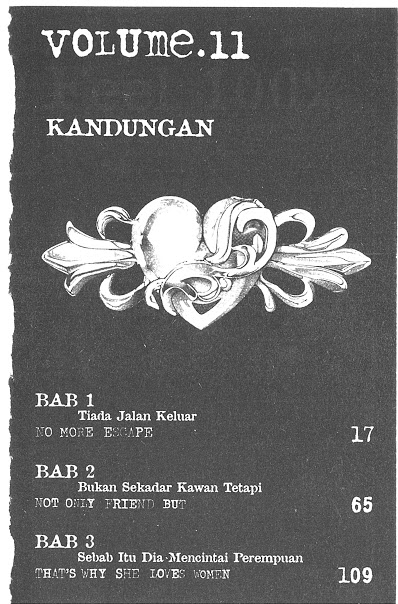 VOLUME.11
KANDUNGAN
BAB 1
Tiada Jalan Keluar
NO MORE ESCAPE
17
BAB 2
Bukan Sekadar Kawan Tetapi
NOT ONLY FRIEND BUT
65
BAB 3
Sebab Itu Dia Mencintai Perempuan
THAT'S WHY SHE LOVES WOMEN
109